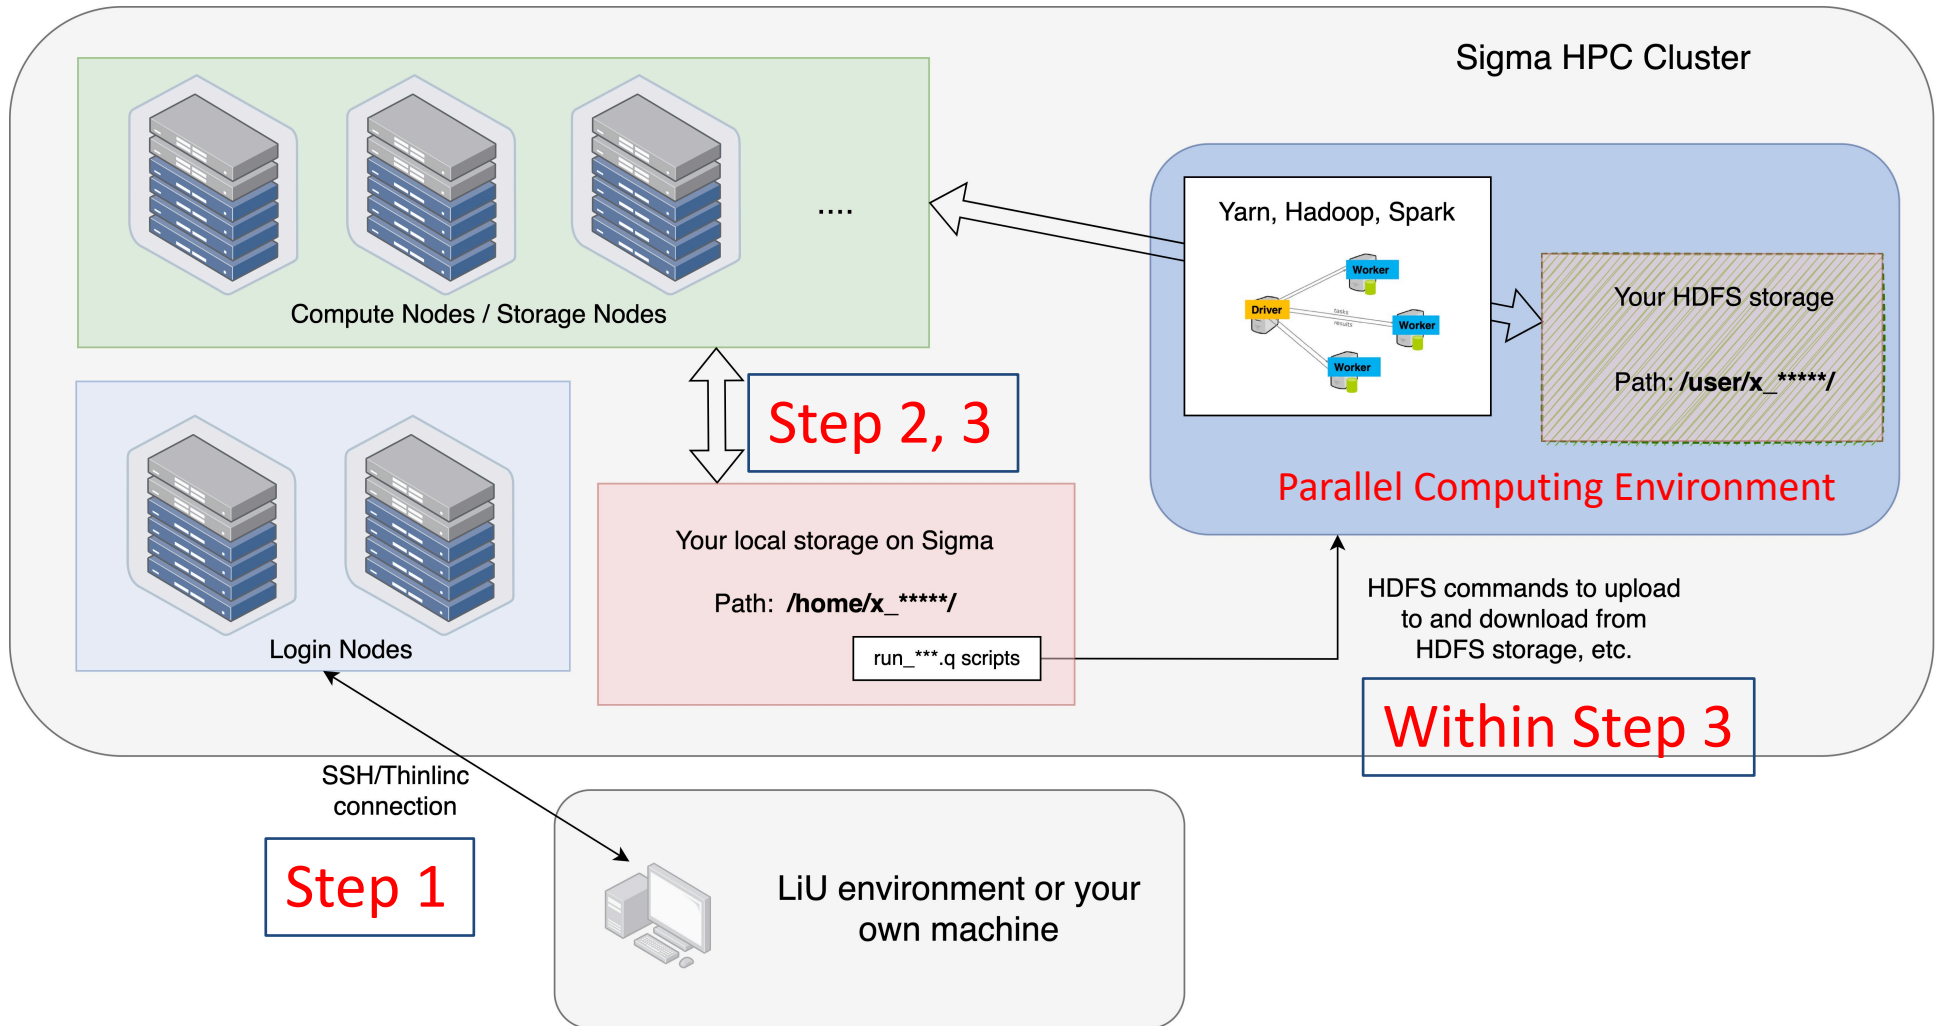 Sigma HPC Cluster
....
Compute Nodes / Storage Nodes
Yarn, Hadoop, Spark
Worker
Driver
tasks
results
Worker
Worker
Your HDFS storage
Path: /user/x_*****/
Parallel Computing Environment
Step 2, 3
Login Nodes
Your local storage on Sigma
Path: /home/x_*****/
run_***.q scripts
HDFS commands to upload
to and download from
HDFS storage, etc.
Within Step 3
SSH/Thinlinc
connection
Step 1
LiU environment or your
own machine